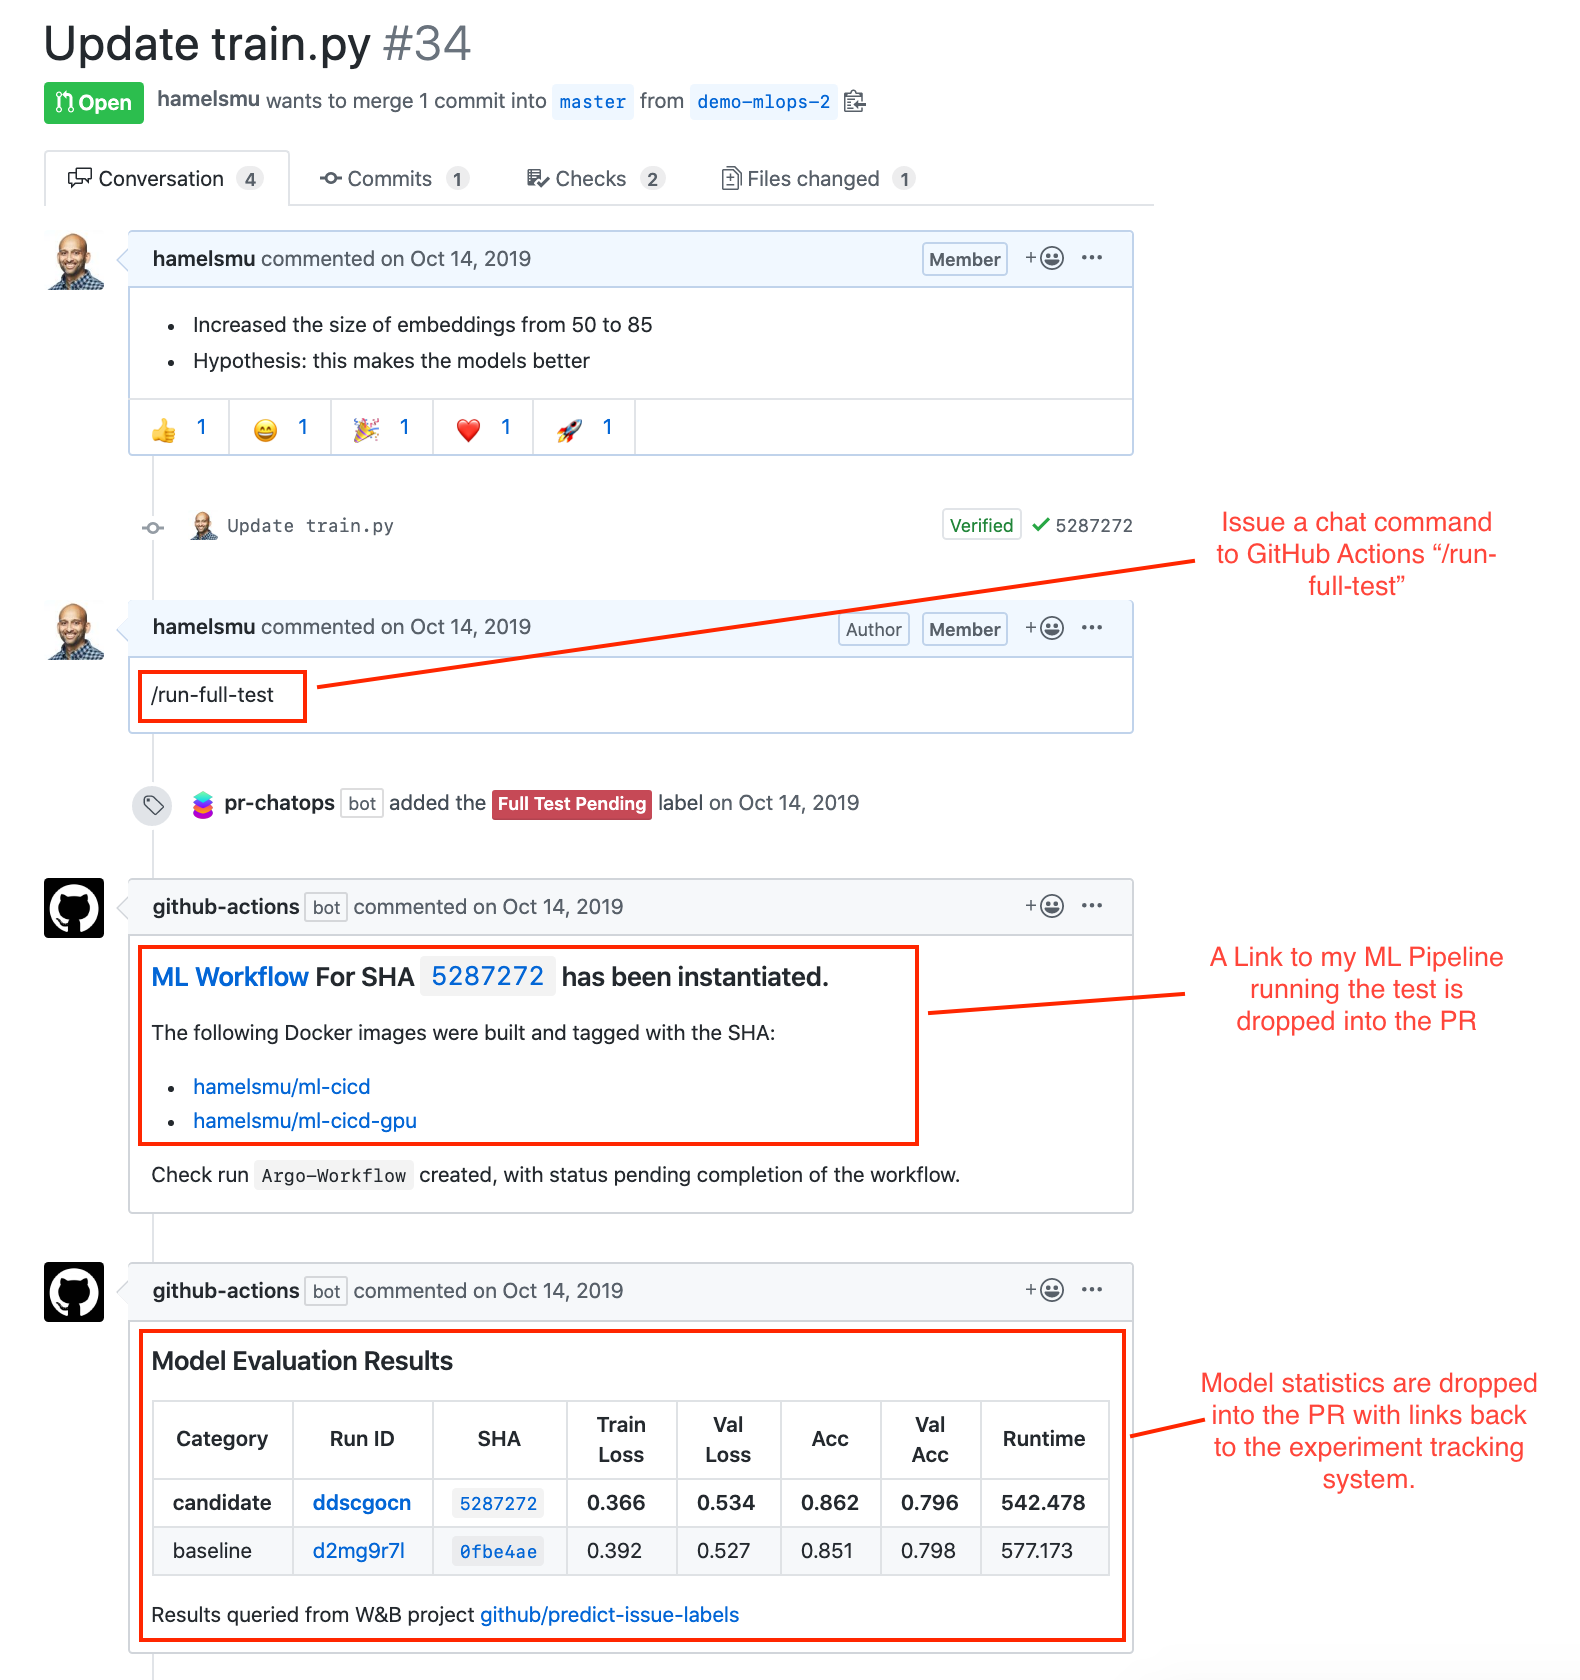 Update train.py #34
Open hamelsmu wants to merge 1 commit into master from demo-mlops-2
Conversation 4 Commits 1 Checks 2 Files changed 1
hamelsmu commented on Oct 14, 2019 Member
• Increased the size of embeddings from 50 to 85
• Hypothesis: this makes the models better
👍 1 😄 1 🎉 1 ❤️ 1 🚀 1
Update train.py Verified 5287272
Issue a chat command
to GitHub Actions “/run-
full-test”
hamelsmu commented on Oct 14, 2019 Author Member
/run-full-test
pr-chatops bot added the Full Test Pending label on Oct 14, 2019
github-actions bot commented on Oct 14, 2019
ML Workflow For SHA 5287272 has been instantiated.
The following Docker images were built and tagged with the SHA:
• hamelsmu/ml-cicd
• hamelsmu/ml-cicd-gpu
Check run Argo-Workflow created, with status pending completion of the workflow.
A Link to my ML Pipeline
running the test is
dropped into the PR
github-actions bot commented on Oct 14, 2019
Model Evaluation Results
Category Run ID SHA Train Loss Val Loss Acc Val Acc Runtime
candidate ddscgocn 5287272 0.366 0.534 0.862 0.796 542.478
baseline d2mg9r7l 0fbe4ae 0.392 0.527 0.851 0.798 577.173
Results queried from W&B project github/predict-issue-labels
Model statistics are dropped
into the PR with links back
to the experiment tracking
system.